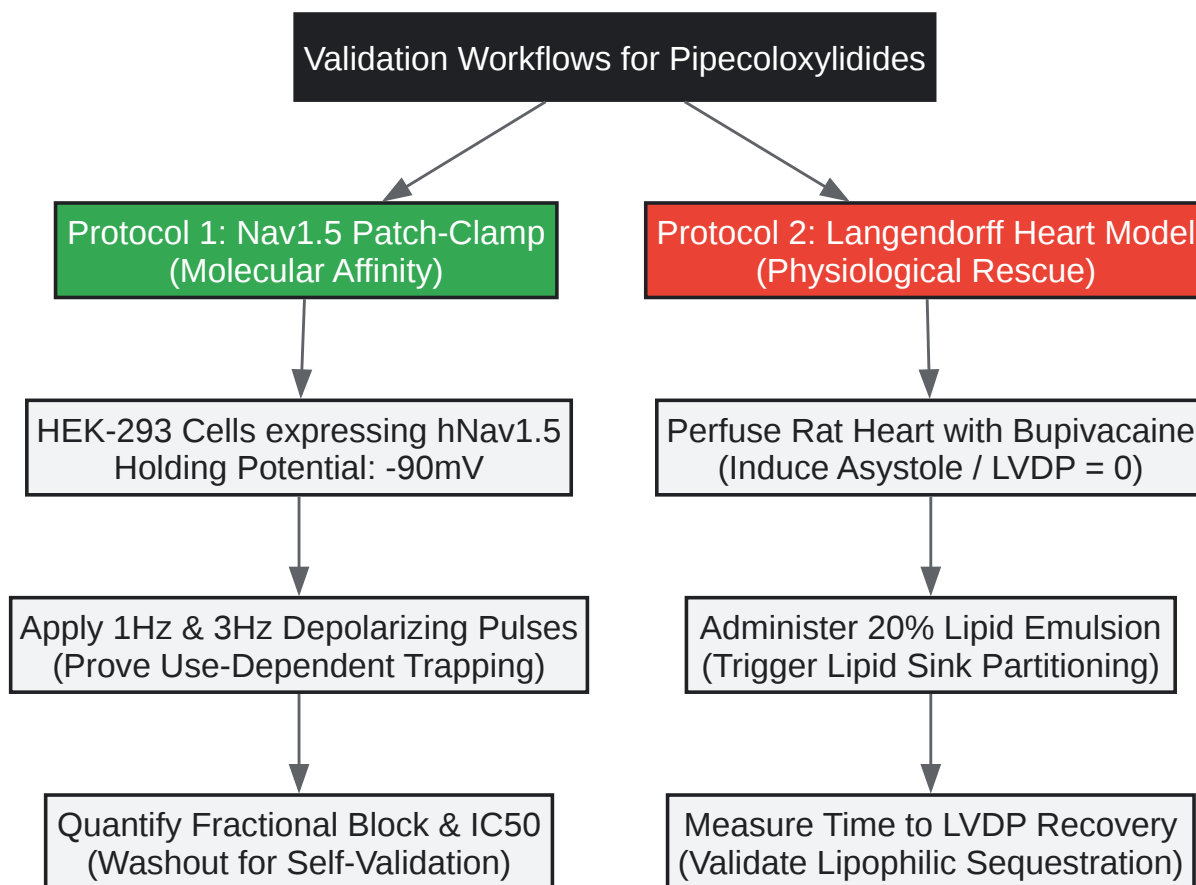 Validation Workflows for Pipecoloxylidides
Protocol 1: Nav1.5 Patch-Clamp
(Molecular Affinity)
Protocol 2: Langendorff Heart Model
(Physiological Rescue)
HEK-293 Cells expressing hNav1.5
Holding Potential: -90mV
Perfuse Rat Heart with Bupivacaine
(Induce Asystole / LVDP = 0)
Apply 1Hz & 3Hz Depolarizing Pulses
(Prove Use-Dependent Trapping)
Administer 20% Lipid Emulsion
(Trigger Lipid Sink Partitioning)
Quantify Fractional Block & IC50
(Washout for Self-Validation)
Measure Time to LVDP Recovery
(Validate Lipophilic Sequestration)